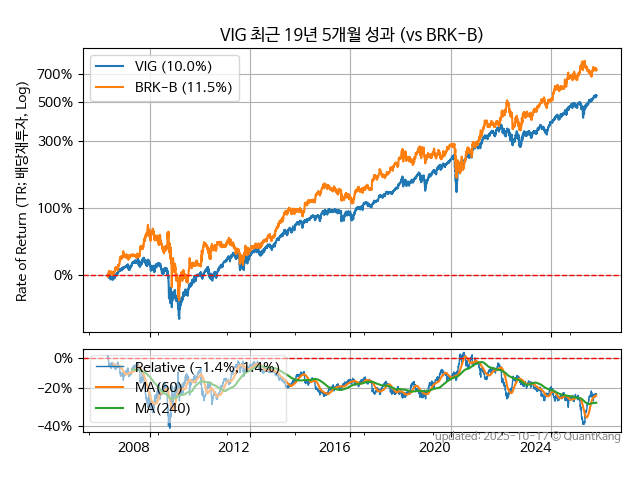 VIG 최근 19년 5개월 성과 (vs BRK-B)
Rate of Return (TR: 배당재투자, Log)
VIG (10.0%)
BRK-B (11.5%)
700%
500%
300%
100%
0%
0%
-20%
-40%
Relative (-1.4%, 1.4%)
MA(60)
MA(240)
2008
2012
2016
2020
2024
updated: 2025-10-17 © QuantKang